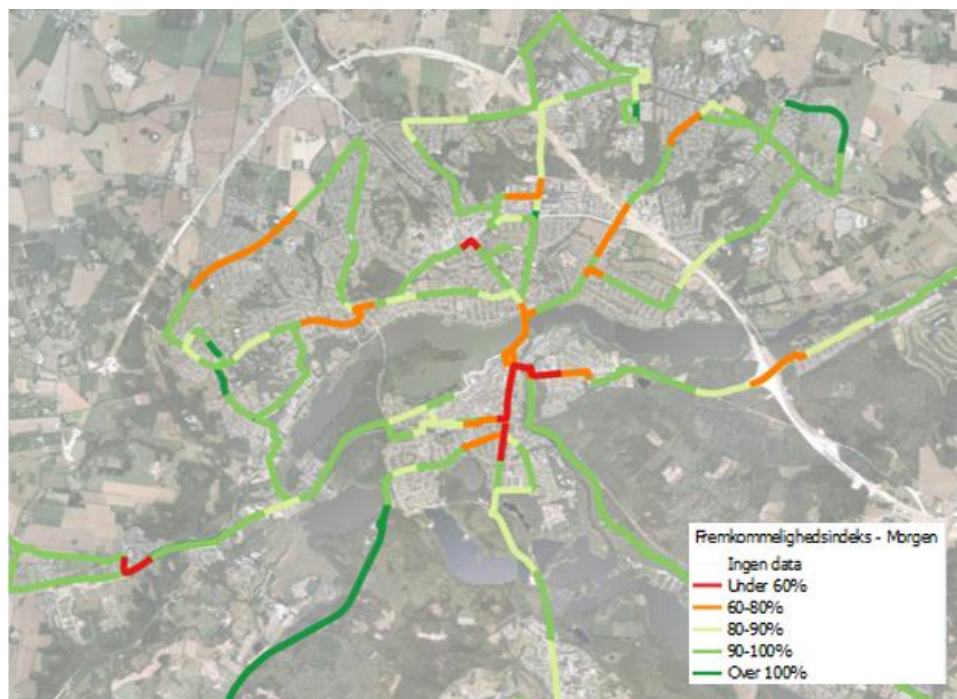 Fremkommelighedsindeks - Morgen
Ingen data
Under 60%
60-80%
80-90%
90-100%
Over 100%